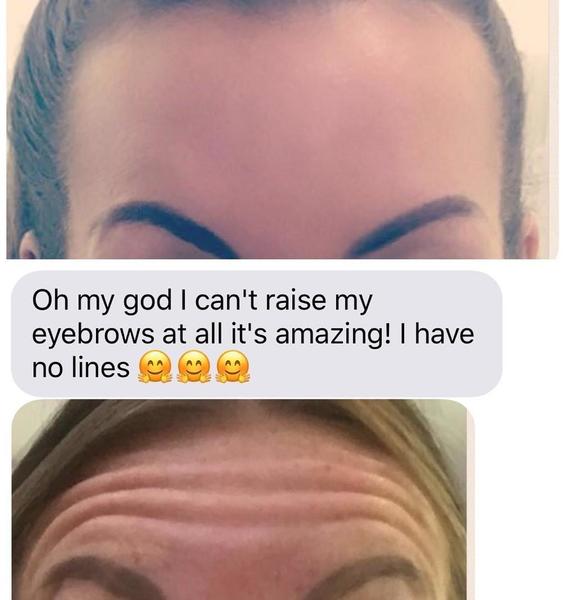 Oh my god I can't raise my
eyebrows at all it's amazing! I have
no lines 🤗🤗🤗